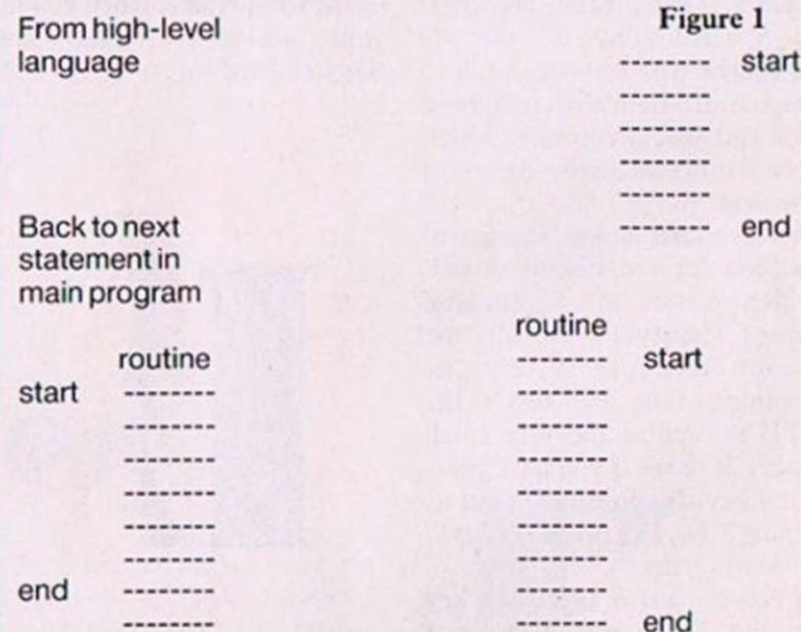 From high-level
language
Figure 1
------- start
-------
-------
-------
-------
------- end
Back to next
statement in
main program
routine
start -------
-------
-------
-------
-------
-------
end -------
-------
routine
------- start
-------
-------
-------
-------
-------
-------
-------
------- end